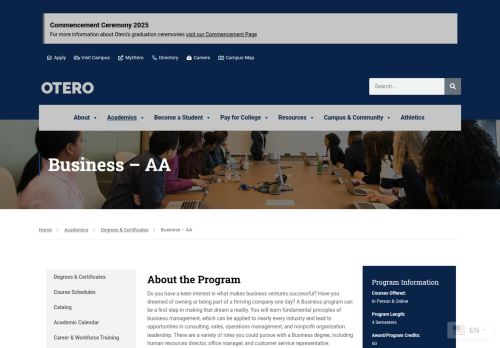 Commencement Ceremony 2025
For more information about Otero's graduation ceremonies visit our Commencement Page
Apply Visit Campus MyOtero Directory Careers Campus Map
OTERO
Search...
About Academics Become a Student Pay for College Resources Campus & Community Athletics
Business – AA
Home Academics Degrees & Certificates Business – AA
Degrees & Certificates
Course Schedules
Catalog
Academic Calendar
Career & Workforce Training
About the Program
Do you have a keen interest in what makes business ventures successful? Have you
dreamed of owning or being part of a thriving company one day? A Business program can
be a first step in making that dream a reality. You will learn fundamental principles of
business management, which can be applied to nearly every industry and lead to
opportunities in consulting, sales, operations management, and nonprofit organization
leadership. There are a variety of roles you could pursue with a Business degree, including
human resources director, office manager, and customer service representative.
Program Information
Courses Offered:
In Person & Online
Program Length:
4 Semesters
Award/Program Credits:
60
EN